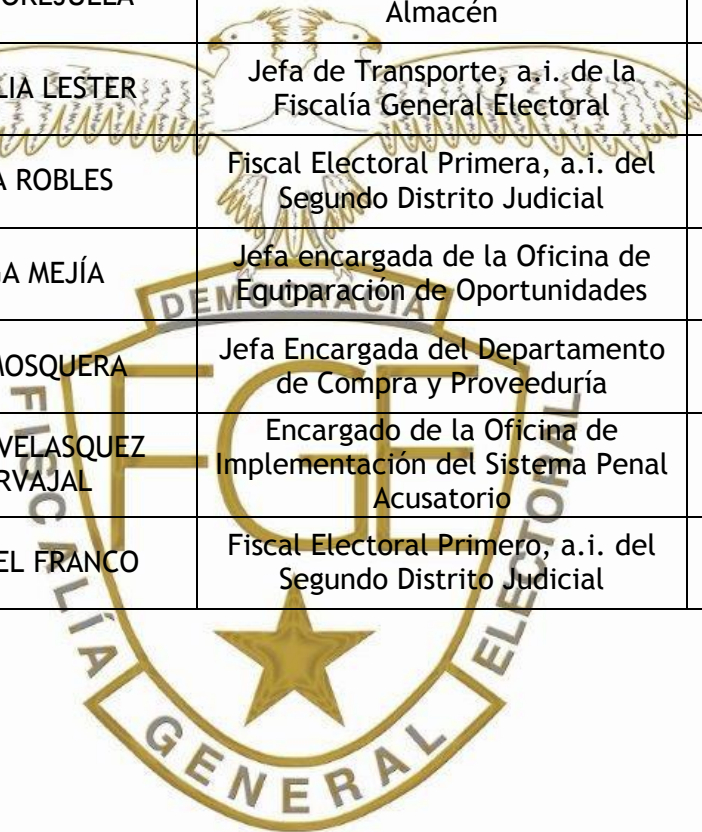 OREJUELA
Almacén
LIA LESTER
Jefa de Transporte, a.i. de la
Fiscalía General Electoral
A ROBLES
Fiscal Electoral Primera, a.i. del
Segundo Distrito Judicial
A MEJÍA
Jefa encargada de la Oficina de
Equiparación de Oportunidades
MOSQUERA
Jefa Encargada del Departamento
de Compra y Proveeduría
VELASQUEZ
RVAJAL
Encargado de la Oficina de
Implementación del Sistema Penal
Acusatorio
EL FRANCO
Fiscal Electoral Primero, a.i. del
Segundo Distrito Judicial
DEMOCRACIA
FGE
FISCALÍA
GENERAL
ELECTORAL